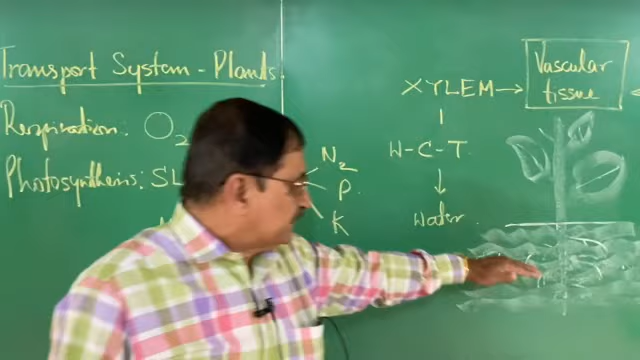 Transport System - Plants
Respiration: O2
Photosynthesis: SL
N2
P
K
XYLEM →
W-C-T
Water
Vascular
tissue